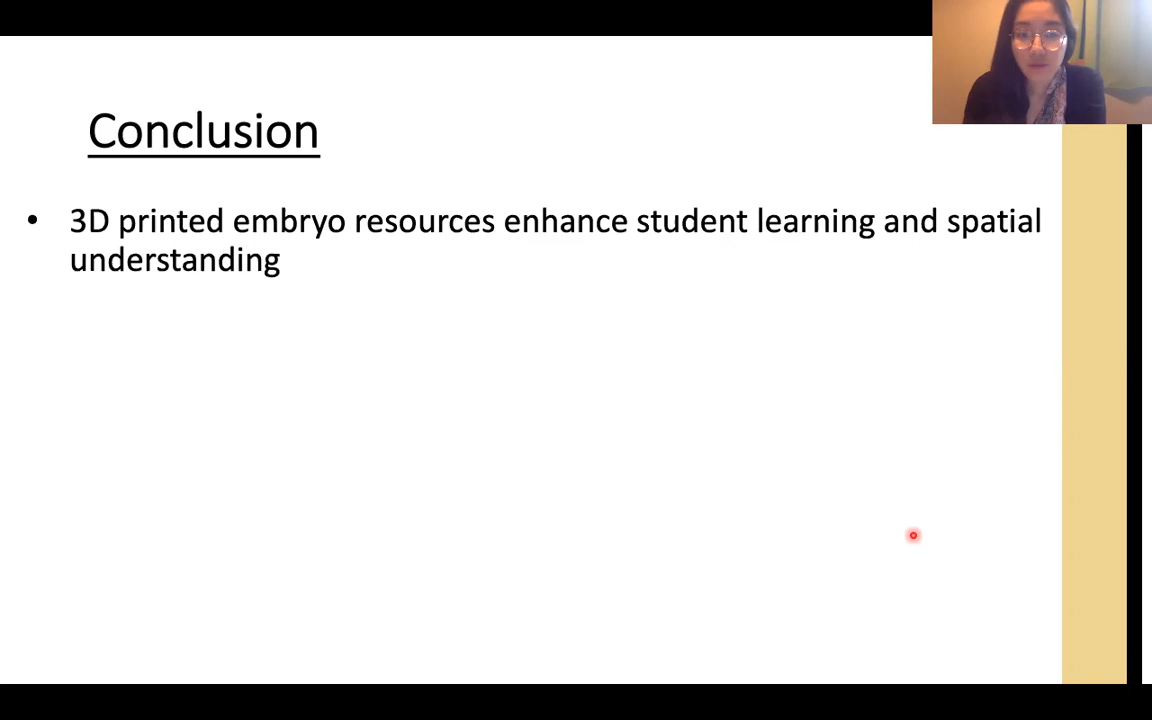 Conclusion
• 3D printed embryo resources enhance student learning and spatial
understanding